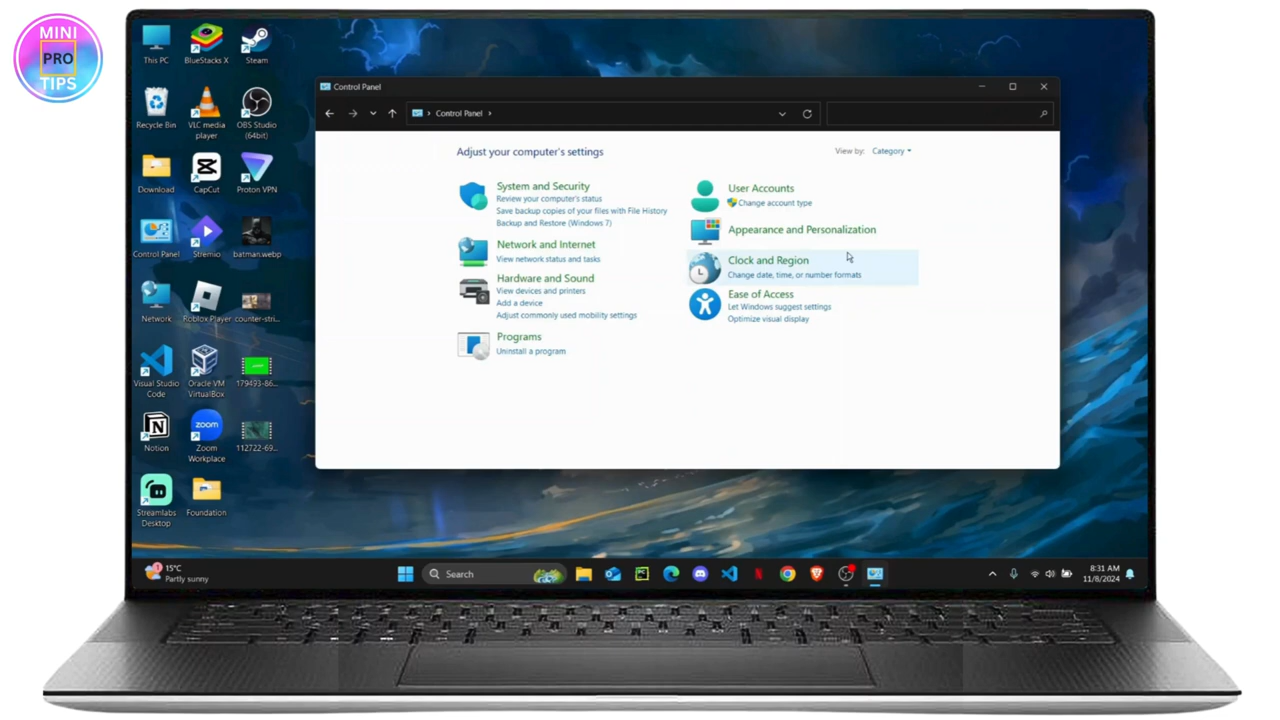 MINI
PRO
TIPS
This PC
BlueStacks X
Steam
Recycle Bin
VLC media
player
OBS Studio
(64bit)
Download
CapCut
Proton VPN
Control Panel
Stremio
batman.webp
Network
Roblox Player
counter-stri...
Visual Studio
Code
Oracle VM
VirtualBox
179493-86...
Notion
zoom
Zoom
Workplace
112722-69...
Streamlabs
Desktop
Foundation
Control Panel
Control Panel
Adjust your computer's settings
View by: Category
System and Security
Review your computer's status
Save backup copies of your files with File History
Backup and Restore (Windows 7)
Network and Internet
View network status and tasks
Hardware and Sound
View devices and printers
Add a device
Adjust commonly used mobility settings
Programs
Uninstall a program
User Accounts
Change account type
Appearance and Personalization
Clock and Region
Change date, time, or number formats
Ease of Access
Let Windows suggest settings
Optimize visual display
1
15°C
Partly sunny
Search
8:31 AM
11/8/2024